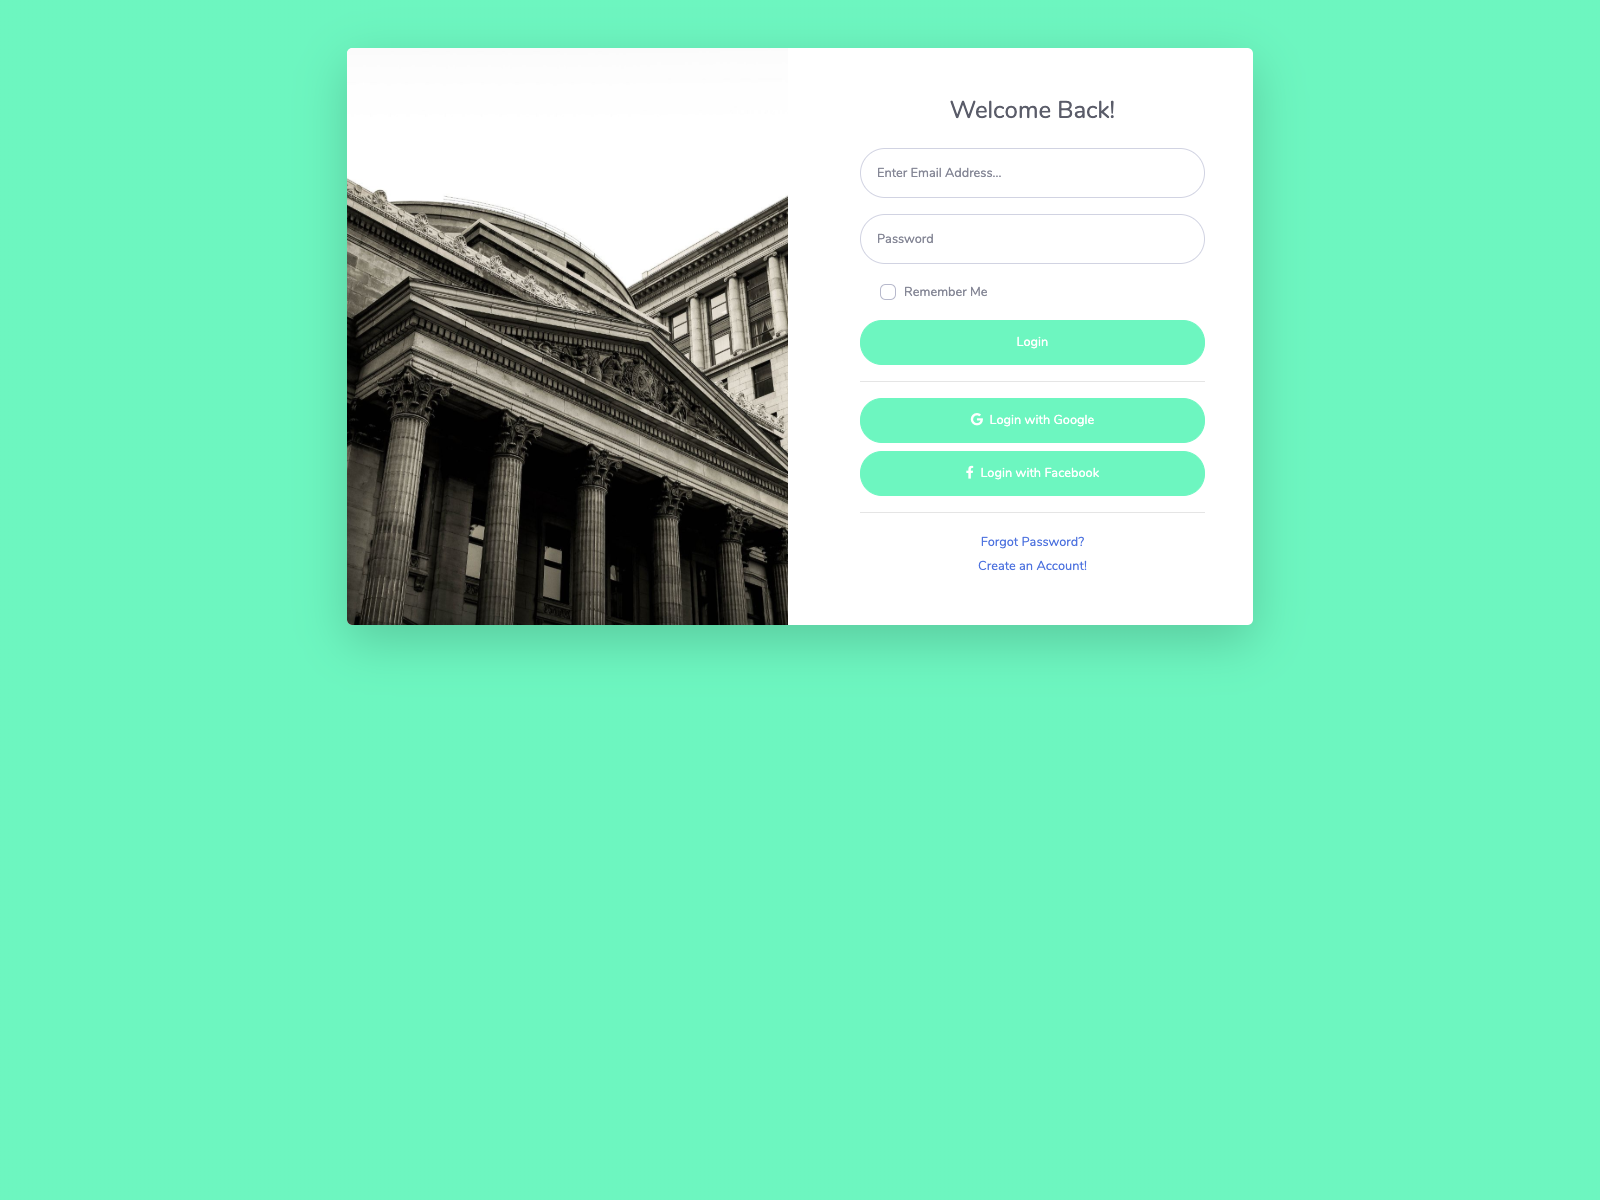 Welcome Back!
Enter Email Address...
Password
Remember Me
Login
Login with Google
Login with Facebook
Forgot Password?
Create an Account!